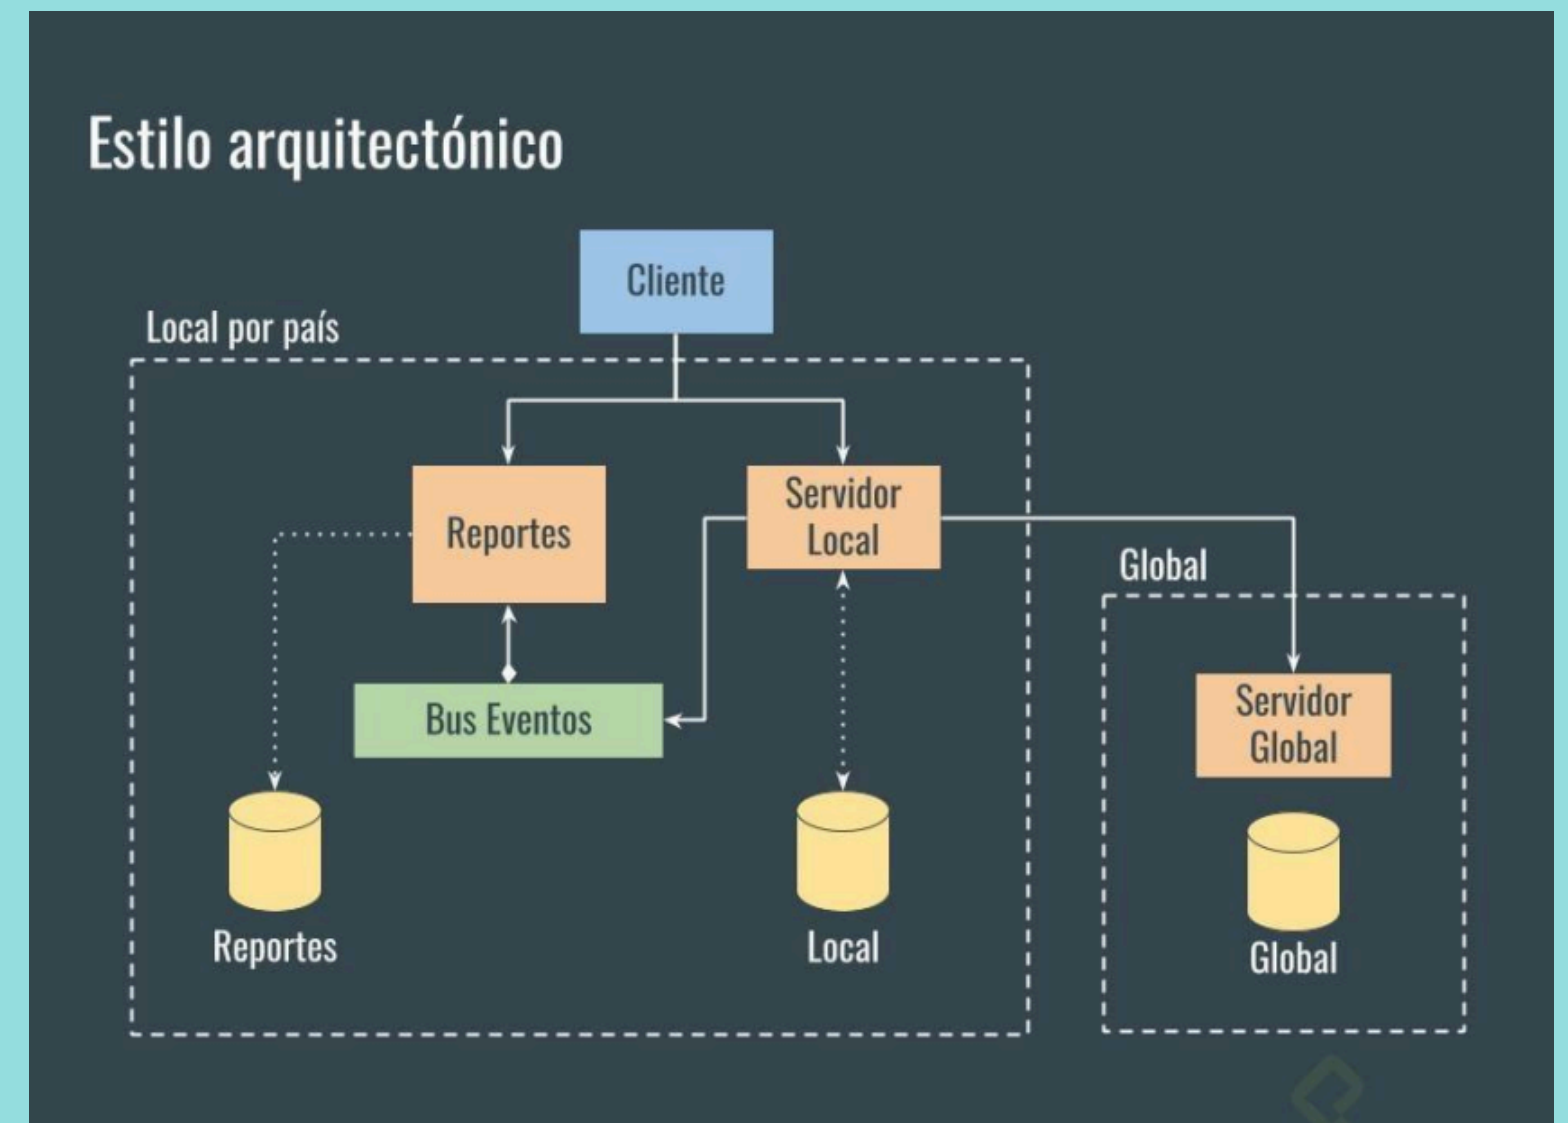 Estilo arquitectónico
Cliente
Local por país
Reportes
Servidor
Local
Global
Bus Eventos
Servidor
Global
Reportes
Local
Global